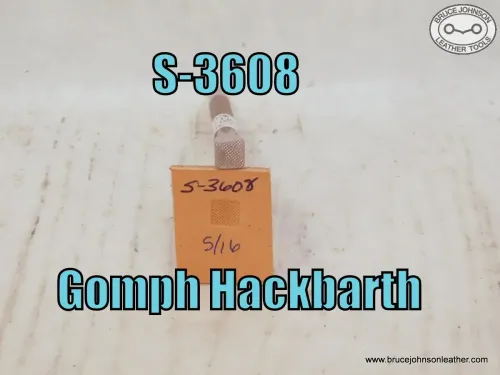 BRUCE JOHNSON
LEATHER TOOLS
S-3608
S-3608
5/16
Gomph Hackbarth
www.brucejohnsonleather.com